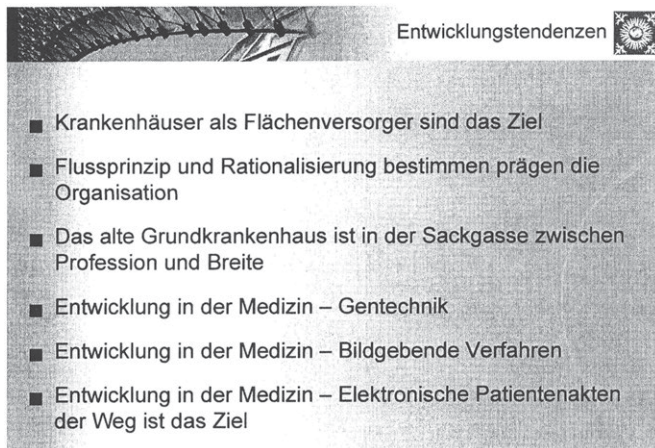 Entwicklungstendenzen
Krankenhäuser als Flächenversorger sind das Ziel
Flussprinzip und Rationalisierung bestimmen prägen die
Organisation
Das alte Grundkrankenhaus ist in der Sackgasse zwischen
Profession und Breite
Entwicklung in der Medizin – Gentechnik
Entwicklung in der Medizin – Bildgebende Verfahren
Entwicklung in der Medizin – Elektronische Patientenakten
der Weg ist das Ziel